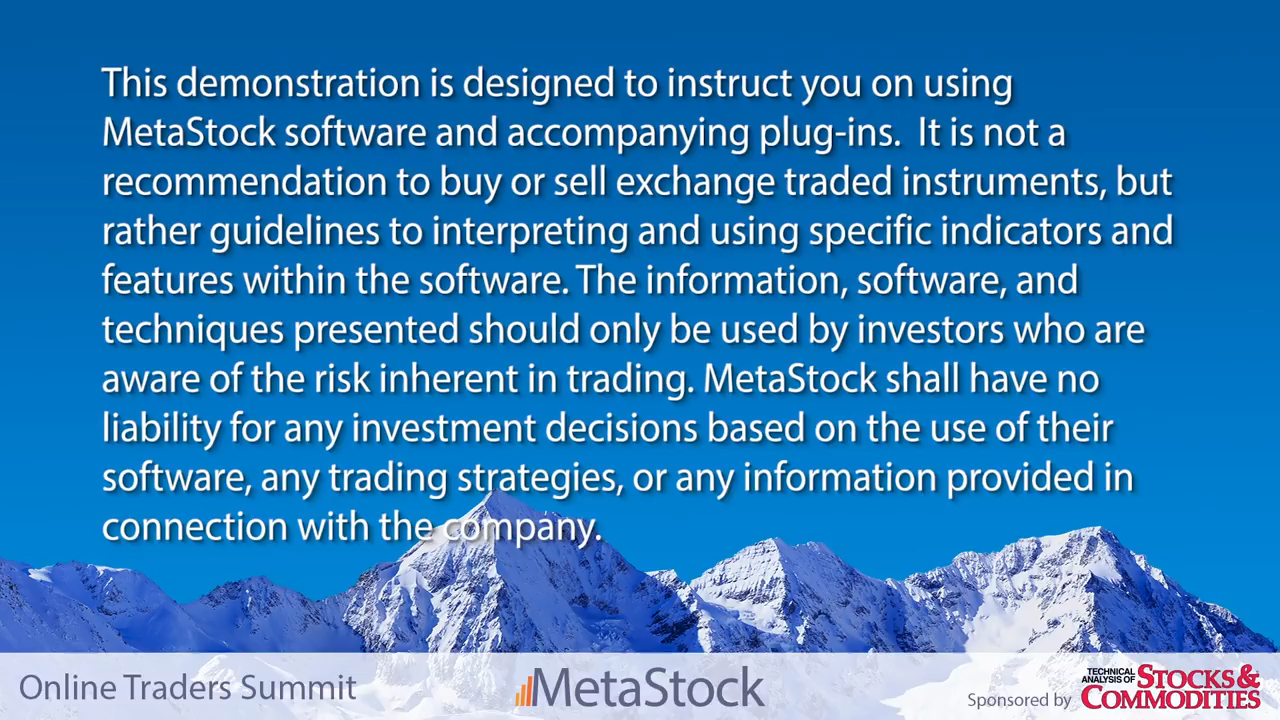 This demonstration is designed to instruct you on using
MetaStock software and accompanying plug-ins.  It is not a
recommendation to buy or sell exchange traded instruments, but
rather guidelines to interpreting and using specific indicators and
features within the software. The information, software, and
techniques presented should only be used by investors who are
aware of the risk inherent in trading. MetaStock shall have no
liability for any investment decisions based on the use of their
software, any trading strategies, or any information provided in
connection with the company.
Online Traders Summit
MetaStock
Sponsored by
TECHNICAL
ANALYSIS OF
STOCKS &
COMMODITIES